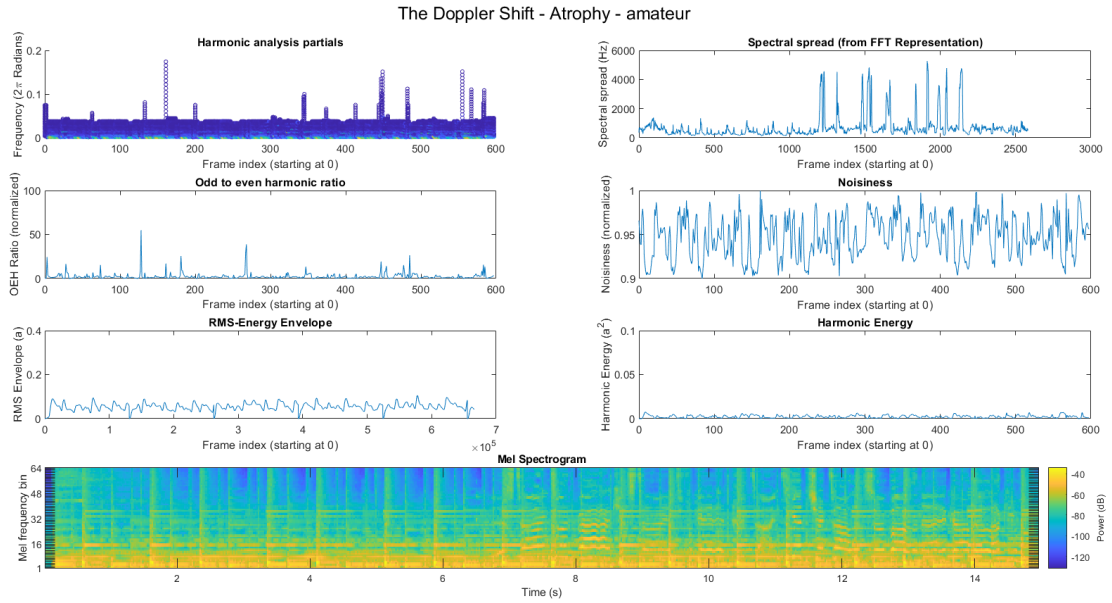 The Doppler Shift - Atrophy - amateur
Harmonic analysis partials
Frequency (2π Radians)
0.2
0.1
0
0 100 200 300 400 500 600
Frame index (starting at 0)
Spectral spread (from FFT Representation)
Spectral spread (Hz)
6000
4000
2000
0
0 500 1000 1500 2000 2500 3000
Frame index (starting at 0)
Odd to even harmonic ratio
OEH Ratio (normalized)
100
50
0
0 100 200 300 400 500 600
Frame index (starting at 0)
Noisiness
Noisiness (normalized)
1
0.95
0.9
0 100 200 300 400 500 600
Frame index (starting at 0)
RMS-Energy Envelope
RMS Envelope (a)
0.4
0.2
0
0 1 2 3 4 5 6 7
Frame index (starting at 0)
×10^5
Harmonic Energy
Harmonic Energy (a^2)
0.1
0.05
0
0 100 200 300 400 500 600
Frame index (starting at 0)
Mel Spectrogram
Mel frequency bin
64
48
32
16
1
2 4 6 8 10 12 14
Time (s)
-40
-60
-80
-100
-120
Power (dB)